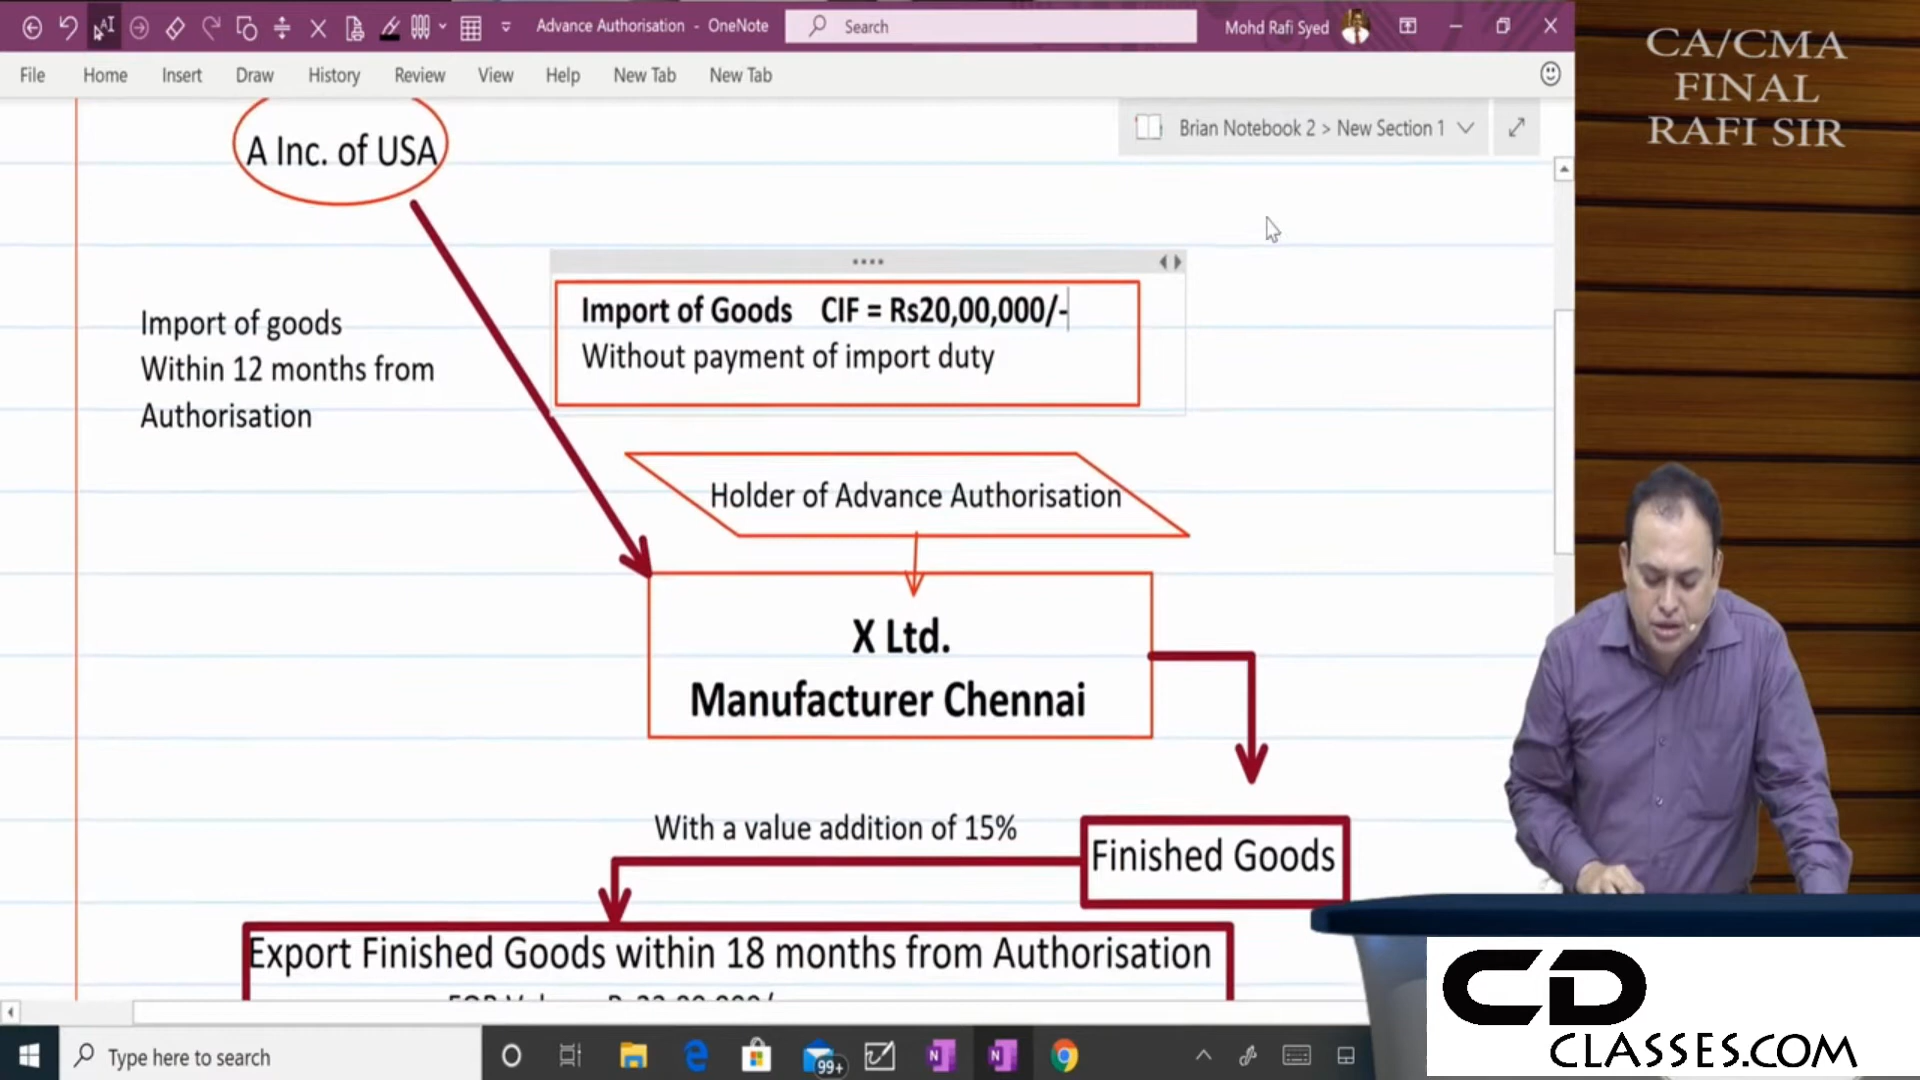 Advance Authorisation - OneNote
Search
Mohd Rafi Syed
File Home Insert Draw History Review View Help New Tab New Tab
Brian Notebook 2 > New Section 1
CA/CMA
FINAL
RAFI SIR
A Inc. of USA
Import of goods
Within 12 months from
Authorisation
Import of Goods CIF = Rs20,00,000/-
Without payment of import duty
Holder of Advance Authorisation
X Ltd.
Manufacturer Chennai
With a value addition of 15%
Finished Goods
Export Finished Goods within 18 months from Authorisation
Type here to search
99+
CD
CLASSES.COM